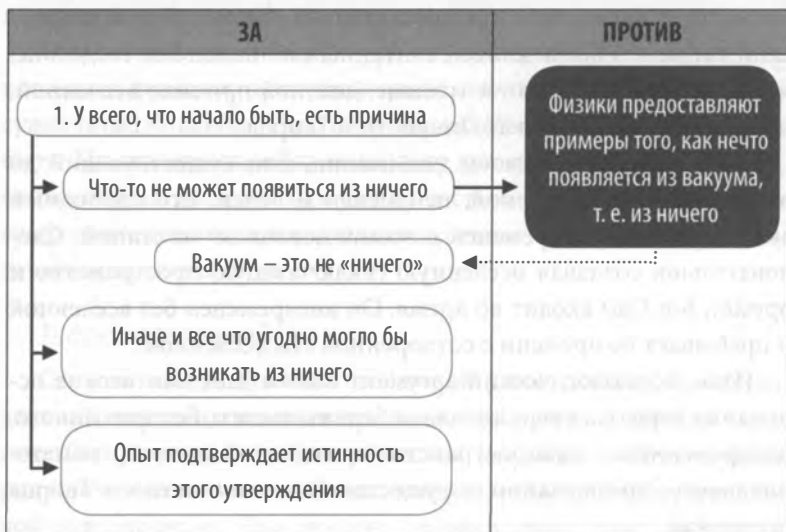 ЗА
ПРОТИВ
1. У всего, что начало быть, есть причина
Что-то не может появиться из ничего
Физики предоставляют
примеры того, как нечто
появляется из вакуума,
т. е. из ничего
Вакуум – это не «ничего»
Иначе и все что угодно могло бы
возникать из ничего
Опыт подтверждает истинность
этого утверждения